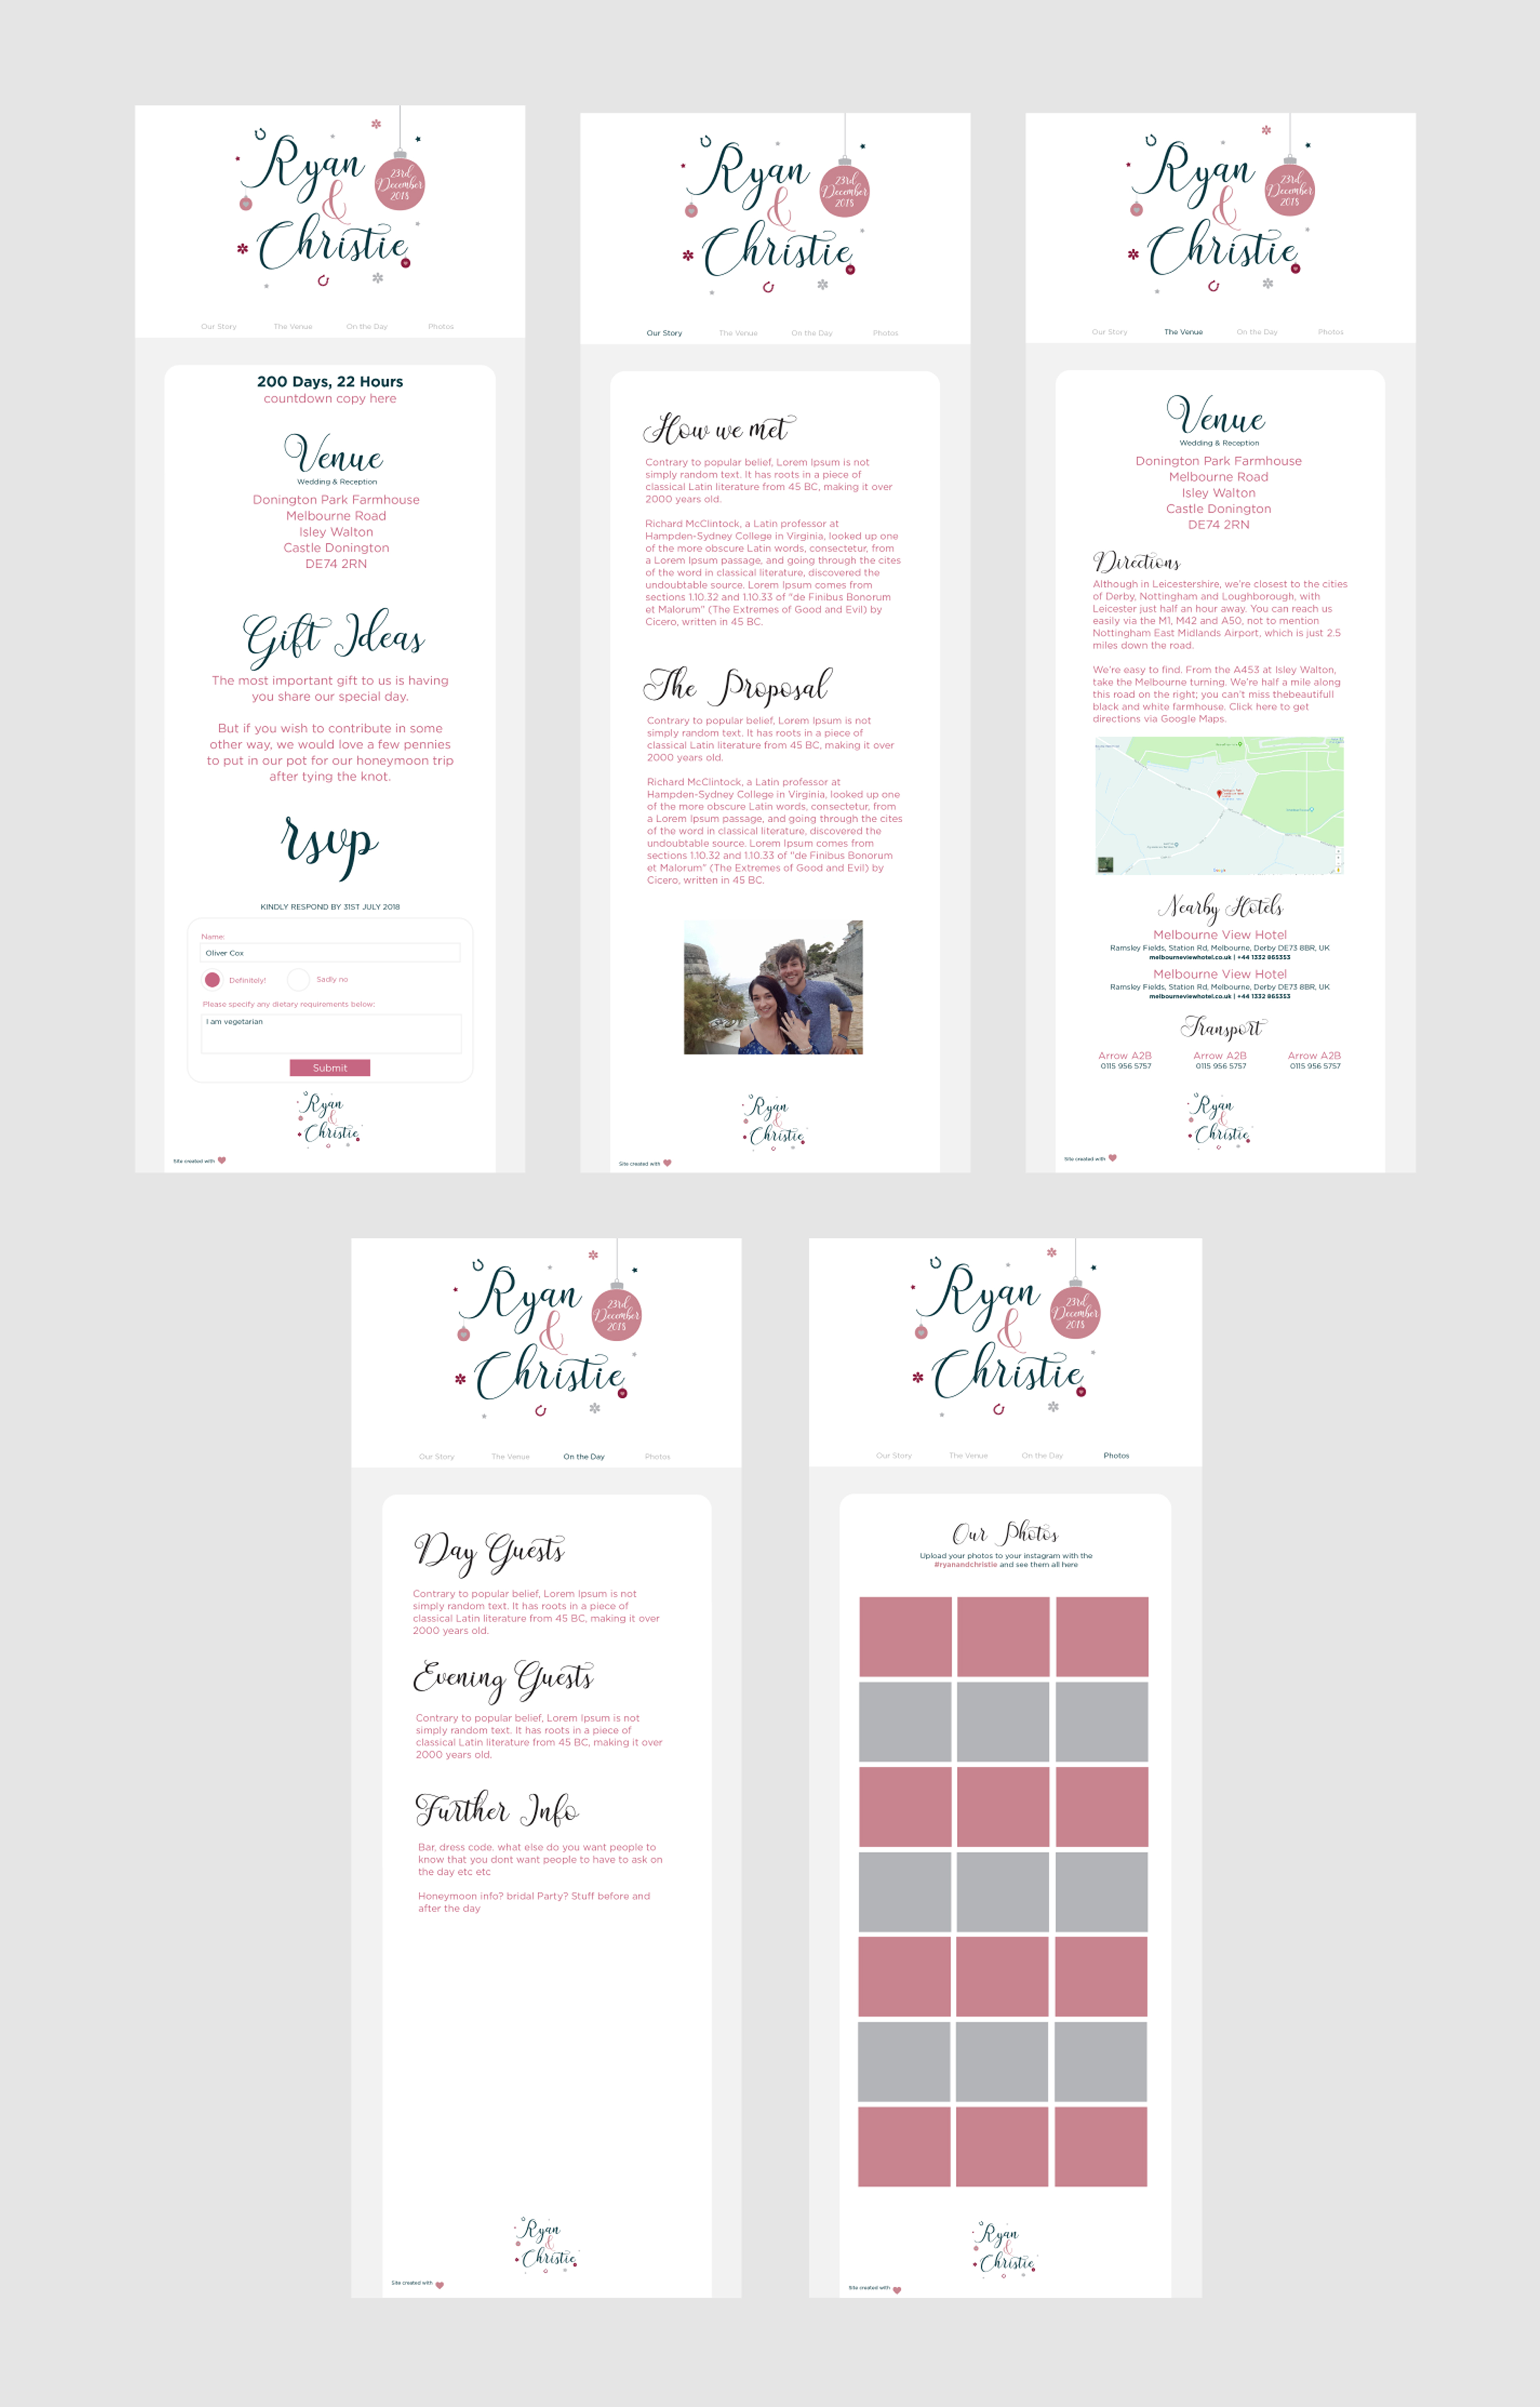 Ryan
&
Christie
23rd
December
2018
Our Story The Venue On the Day Photos
200 Days, 22 Hours
countdown copy here
Venue
Wedding & Reception
Donington Park Farmhouse
Melbourne Road
Isley Walton
Castle Donington
DE74 2RN
Gift Ideas
The most important gift to us is having
you share our special day.
But if you wish to contribute in some
other way, we would love a few pennies
to put in our pot for our honeymoon trip
after tying the knot.
rsvp
KINDLY RESPOND BY 31ST JULY 2018
Name:
Oliver Cox
Definitely! Sadly no
Please specify any dietary requirements below:
I am vegetarian
Submit
Ryan
&
Christie
Site created with
Ryan
&
Christie
23rd
December
2018
Our Story The Venue On the Day Photos
How we met
Contrary to popular belief, Lorem Ipsum is not
simply random text. It has roots in a piece of
classical Latin literature from 45 BC, making it over
2000 years old.
Richard McClintock, a Latin professor at
Hampden-Sydney College in Virginia, looked up one
of the more obscure Latin words, consectetur, from
a Lorem Ipsum passage, and going through the cites
of the word in classical literature, discovered the
undoubtable source. Lorem Ipsum comes from
sections 1.10.32 and 1.10.33 of "de Finibus Bonorum
et Malorum" (The Extremes of Good and Evil) by
Cicero, written in 45 BC.
The Proposal
Contrary to popular belief, Lorem Ipsum is not
simply random text. It has roots in a piece of
classical Latin literature from 45 BC, making it over
2000 years old.
Richard McClintock, a Latin professor at
Hampden-Sydney College in Virginia, looked up one
of the more obscure Latin words, consectetur, from
a Lorem Ipsum passage, and going through the cites
of the word in classical literature, discovered the
undoubtable source. Lorem Ipsum comes from
sections 1.10.32 and 1.10.33 of "de Finibus Bonorum
et Malorum" (The Extremes of Good and Evil) by
Cicero, written in 45 BC.
Ryan
&
Christie
Site created with
Ryan
&
Christie
23rd
December
2018
Our Story The Venue On the Day Photos
Venue
Wedding & Reception
Donington Park Farmhouse
Melbourne Road
Isley Walton
Castle Donington
DE74 2RN
Directions
Although in Leicestershire, we're closest to the cities
of Derby, Nottingham and Loughborough, with
Leicester just half an hour away. You can reach us
easily via the M1, M42 and A50, not to mention
Nottingham East Midlands Airport, which is just 2.5
miles down the road.
We're easy to find. From the A453 at Isley Walton,
take the Melbourne turning. We're half a mile along
this road on the right; you can't miss thebeautifull
black and white farmhouse. Click here to get
directions via Google Maps.
Google
Nearby Hotels
Melbourne View Hotel
Ramsley Fields, Station Rd, Melbourne, Derby DE73 8BR, UK
melbourneviewhotel.co.uk | +44 1332 865353
Melbourne View Hotel
Ramsley Fields, Station Rd, Melbourne, Derby DE73 8BR, UK
melbourneviewhotel.co.uk | +44 1332 865353
Transport
Arrow A2B Arrow A2B Arrow A2B
0115 956 5757 0115 956 5757 0115 956 5757
Ryan
&
Christie
Site created with
Ryan
&
Christie
23rd
December
2018
Our Story The Venue On the Day Photos
Day Guests
Contrary to popular belief, Lorem Ipsum is not
simply random text. It has roots in a piece of
classical Latin literature from 45 BC, making it over
2000 years old.
Evening Guests
Contrary to popular belief, Lorem Ipsum is not
simply random text. It has roots in a piece of
classical Latin literature from 45 BC, making it over
2000 years old.
Further Info
Bar, dress code. what else do you want people to
know that you dont want people to have to ask on
the day etc etc
Honeymoon info? bridal Party? Stuff before and
after the day
Ryan
&
Christie
Site created with
Ryan
&
Christie
23rd
December
2018
Our Story The Venue On the Day Photos
Our Photos
Upload your photos to your instagram with the
#ryanandchristie and see them all here
Ryan
&
Christie
Site created with